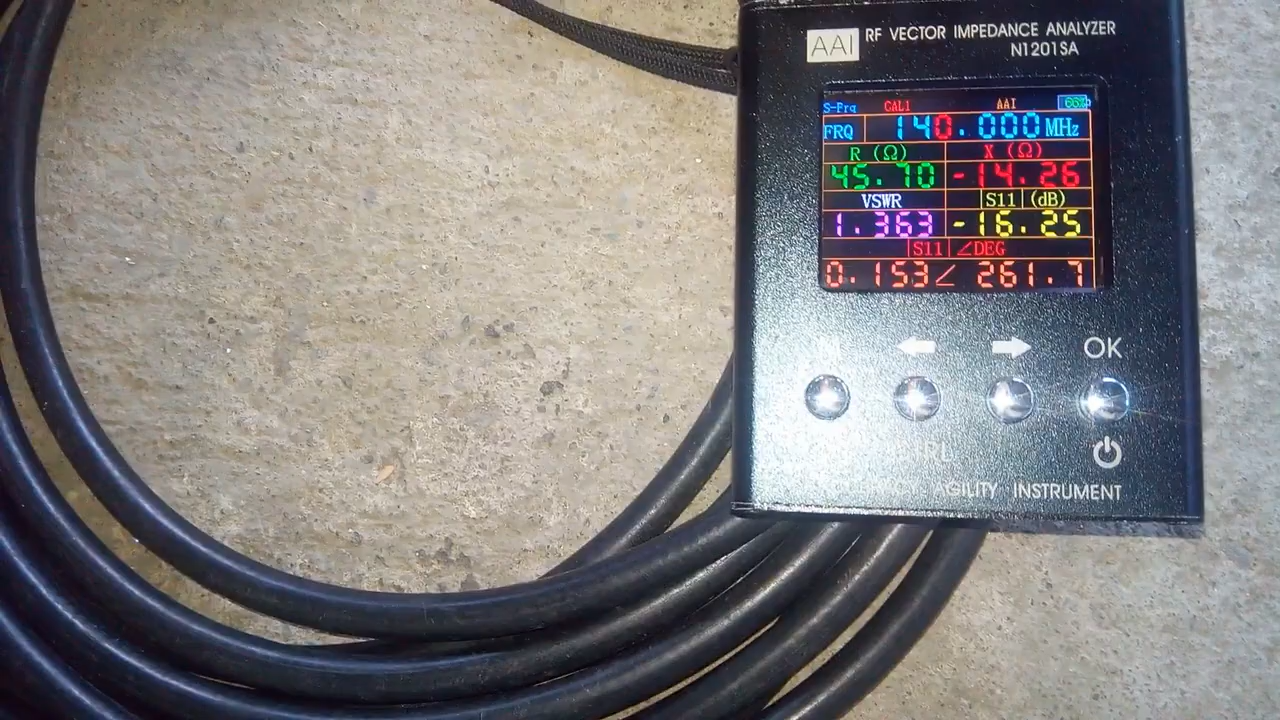 AAI RF VECTOR IMPEDANCE ANALYZER
N1201SA
S-Frq CAL1 AAI 66%
FRQ 140.000 MHz
R (Ω) X (Ω)
45.70 -14.26
VSWR |S11|(dB)
1.363 -16.25
|S11|∠DEG
0.153∠ 261.7
OK
AGILITY INSTRUMENT